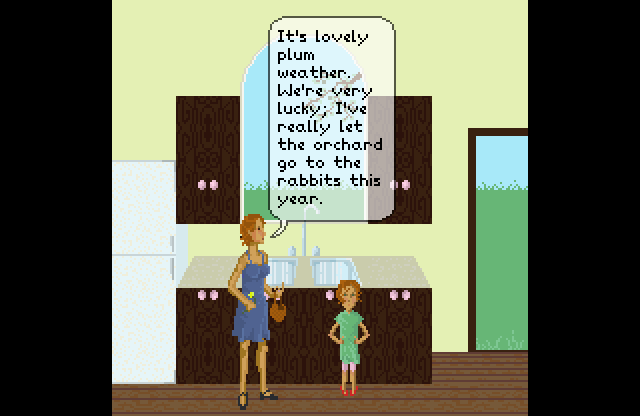 It's lovely
plum
weather.
We're very
lucky; I've
really let
the orchard
go to the
rabbits this
year.